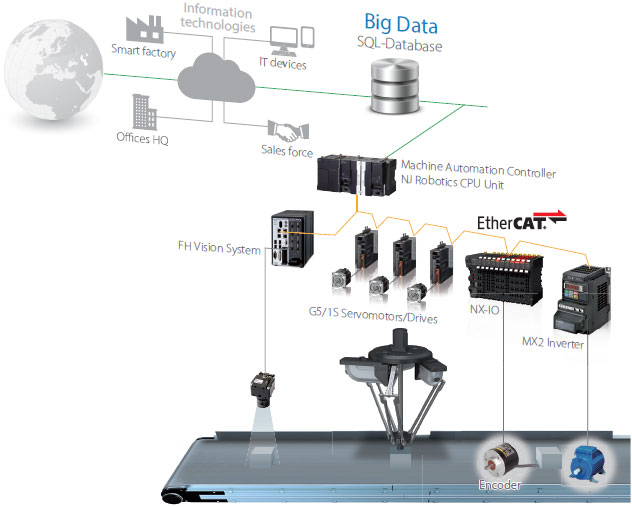 Information
technologies
Smart factory
IT devices
Offices HQ
Sales force
Big Data
SQL-Database
Machine Automation Controller
NJ Robotics CPU Unit
EtherCAT
FH Vision System
G5/1S Servomotors/Drives
NX-IO
MX2 Inverter
Encoder